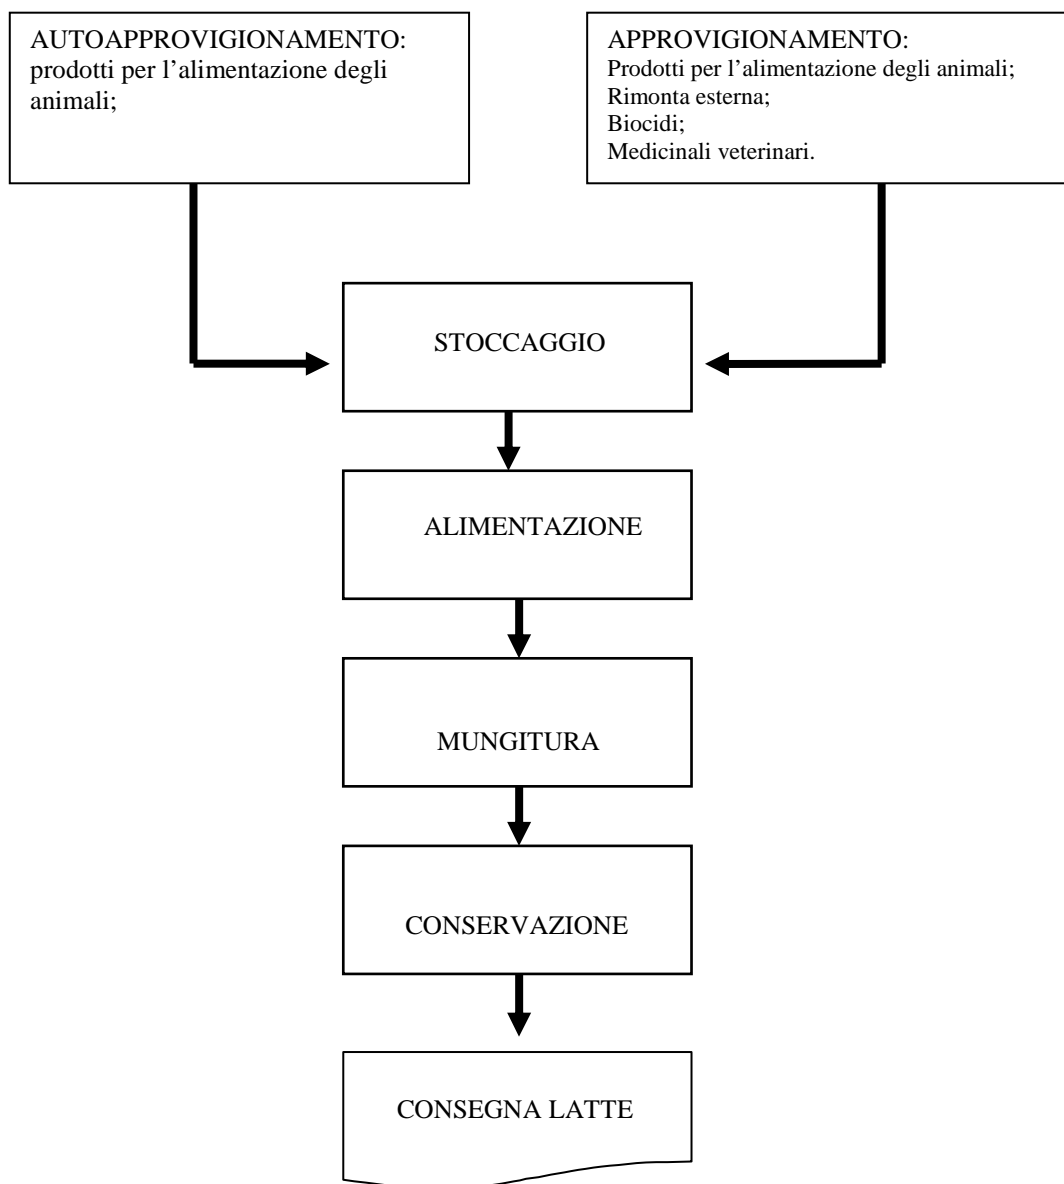 AUTOAPPROVIGIONAMENTO:
prodotti per l’alimentazione degli
animali;
APPROVIGIONAMENTO:
Prodotti per l’alimentazione degli animali;
Rimonta esterna;
Biocidi;
Medicinali veterinari.
STOCCAGGIO
ALIMENTAZIONE
MUNGITURA
CONSERVAZIONE
CONSEGNA LATTE